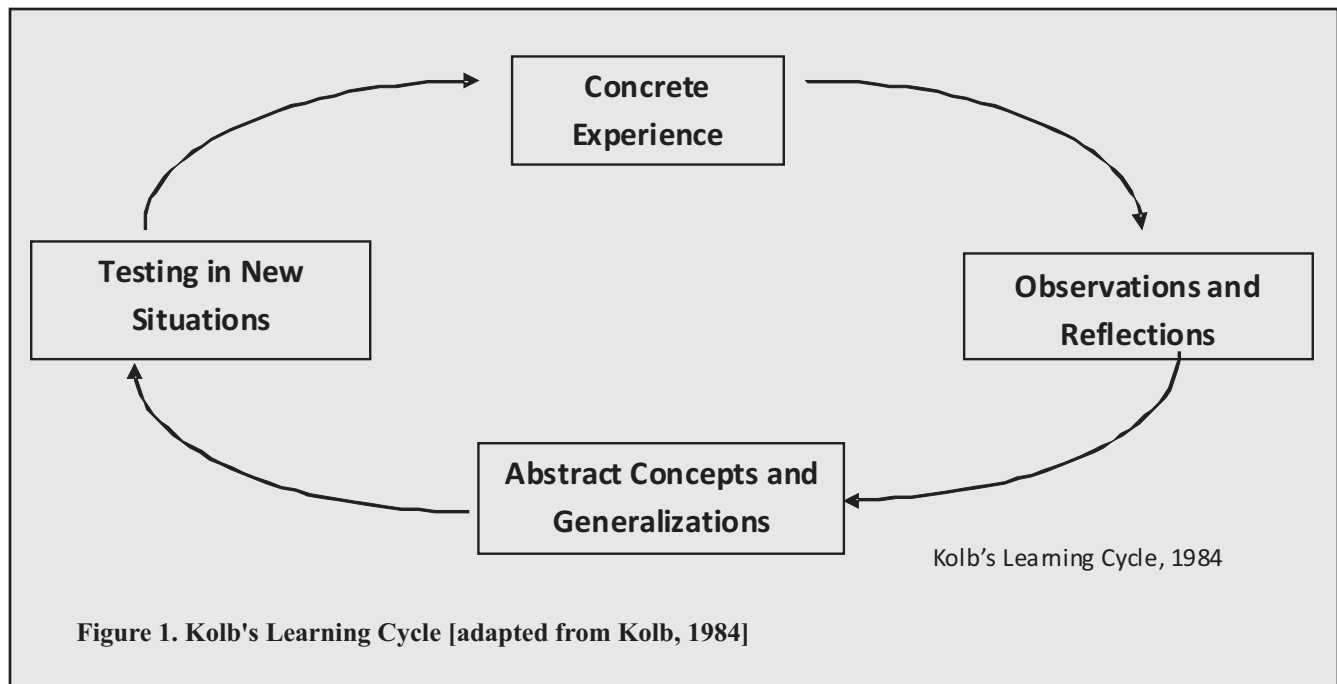 Concrete
Experience
Testing in New
Situations
Observations and
Reflections
Abstract Concepts and
Generalizations
Kolb's Learning Cycle, 1984
Figure 1. Kolb's Learning Cycle [adapted from Kolb, 1984]